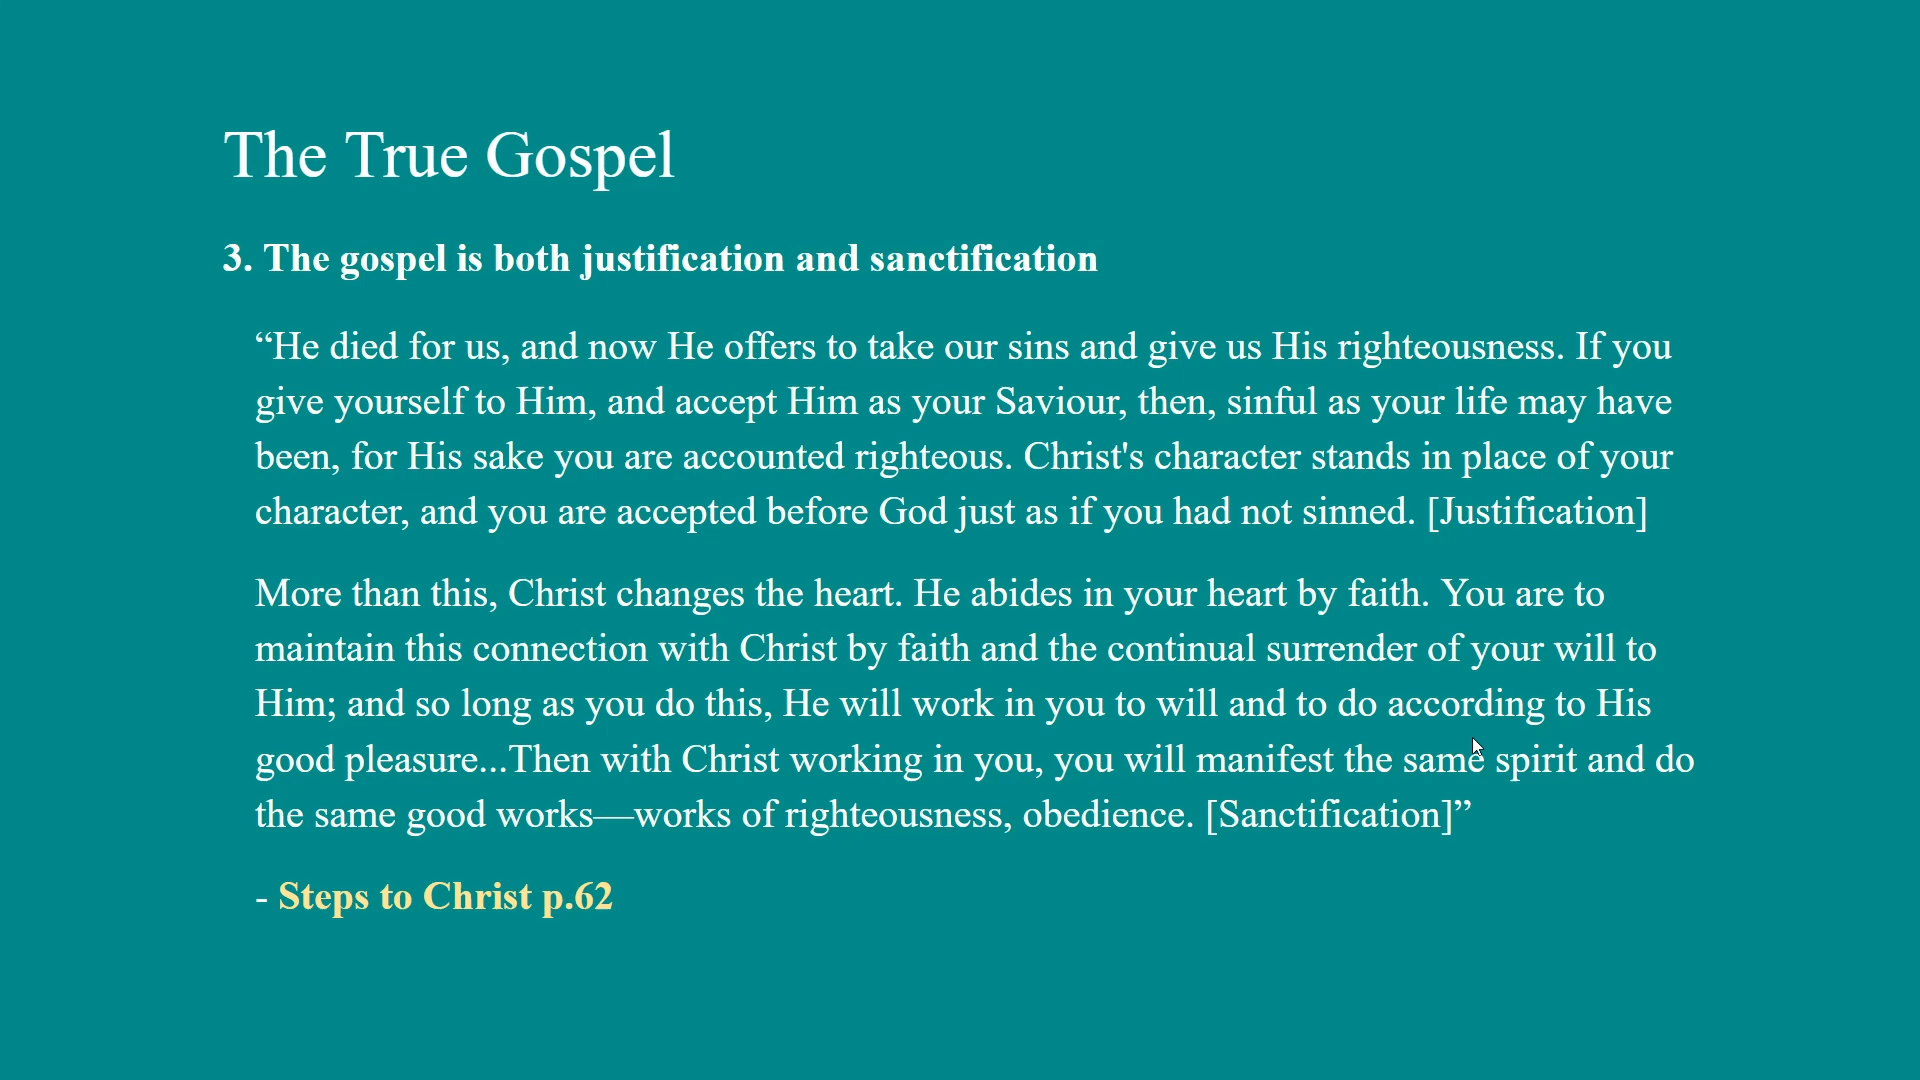 The True Gospel
3. The gospel is both justification and sanctification
“He died for us, and now He offers to take our sins and give us His righteousness. If you
give yourself to Him, and accept Him as your Saviour, then, sinful as your life may have
been, for His sake you are accounted righteous. Christ's character stands in place of your
character, and you are accepted before God just as if you had not sinned. [Justification]
More than this, Christ changes the heart. He abides in your heart by faith. You are to
maintain this connection with Christ by faith and the continual surrender of your will to
Him; and so long as you do this, He will work in you to will and to do according to His
good pleasure...Then with Christ working in you, you will manifest the same spirit and do
the same good works—works of righteousness, obedience. [Sanctification]”
- Steps to Christ p.62